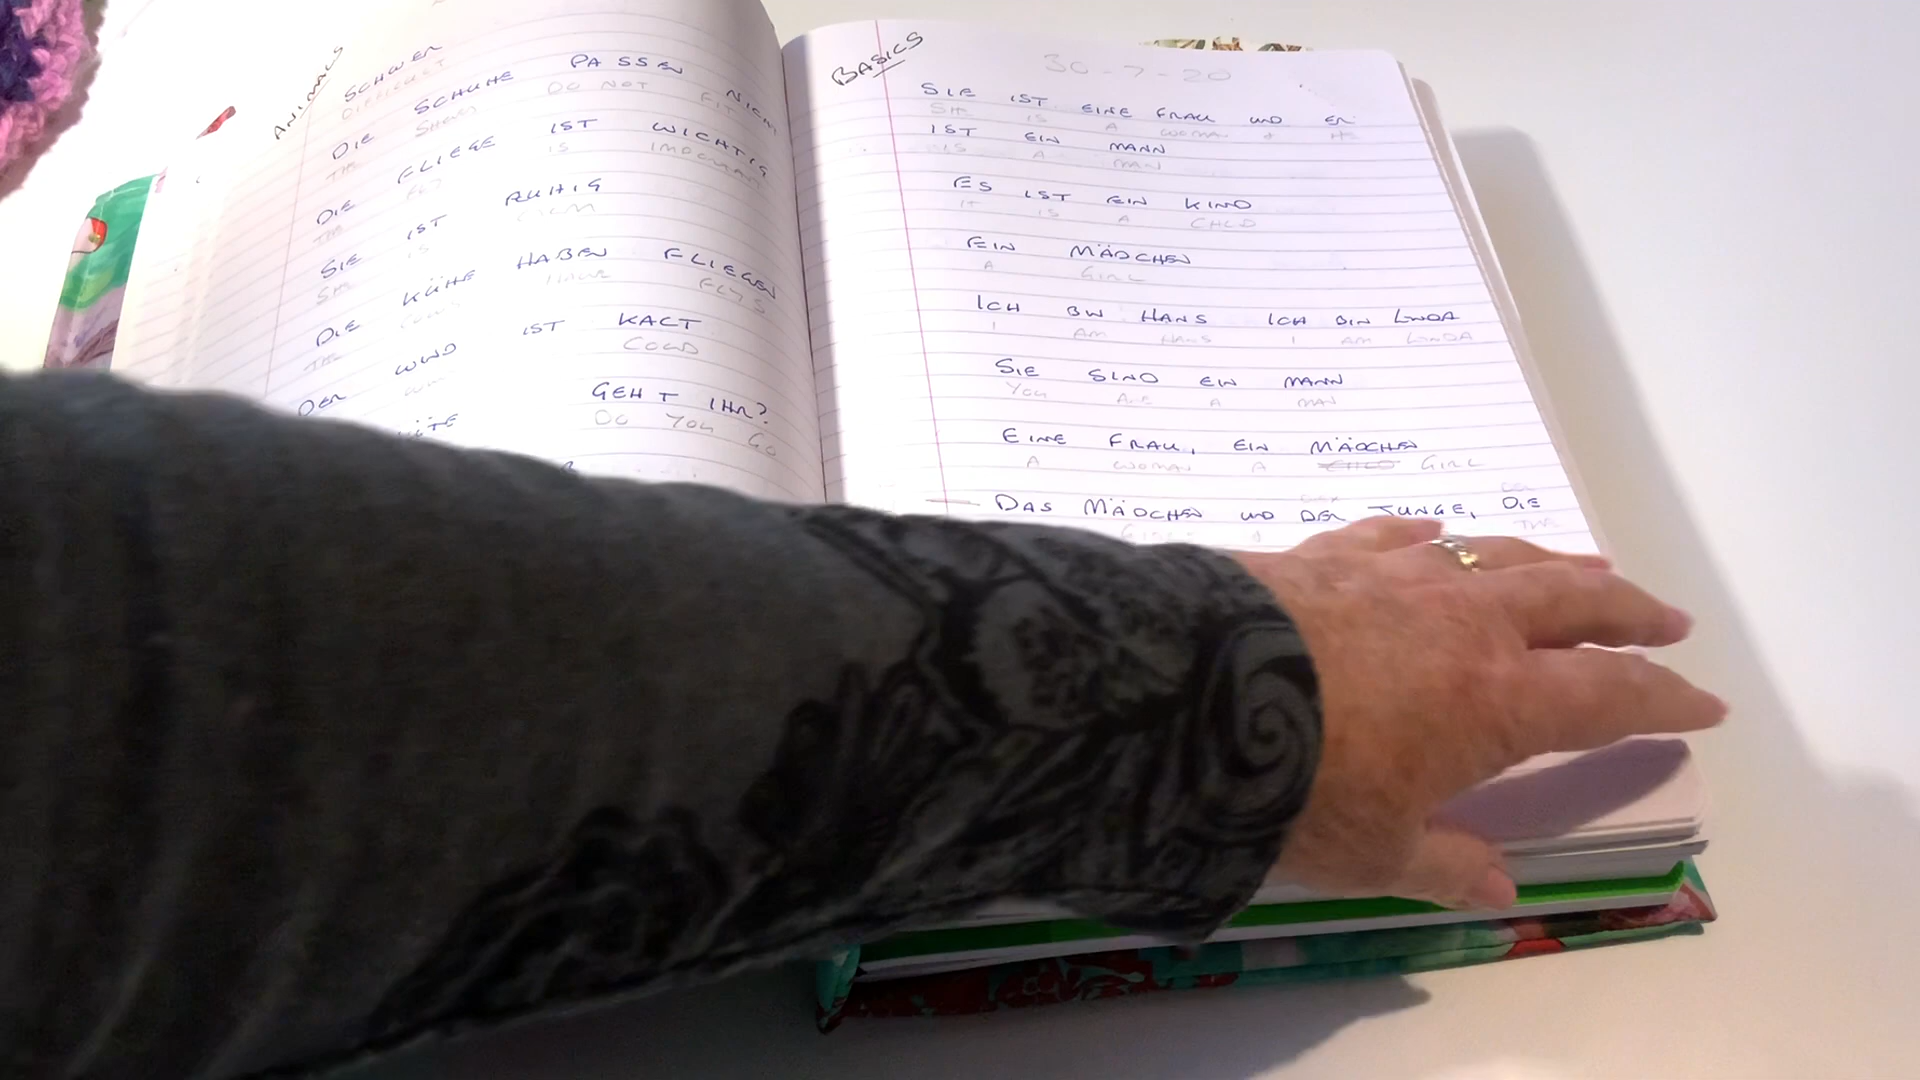 ANIMALS
SCHWER
DIFFICULT
DIE SCHUHE PASSEN NICHT
THE SHOES DO NOT FIT
DIE FLIEGE IST WICHTIG
THE FLY IS
SIE IST RUHIG
SHE IS
DIE KÜHE HABEN FLIEGEN
THE COWS HAVE FLYS
DER WIND IST KALT
COLD
GEHT IHR?
DO YOU GO
BASICS
30-7-20
SIE IST EINE FRAU UND ER
SHE IS A WOMAN & HE
IST EIN MANN
IS A MAN
ES IST EIN KIND
IT IS A CHILD
EIN MÄDCHEN
A GIRL
ICH BIN HANS ICH BIN LINDA
I AM HANS I AM LINDA
SIE SIND EIN MANN
YOU ARE A MAN
EINE FRAU, EIN MÄDCHEN
A WOMAN A GIRL
DAS MÄDCHEN UND DER JUNGE, DIE
GIRL & THE